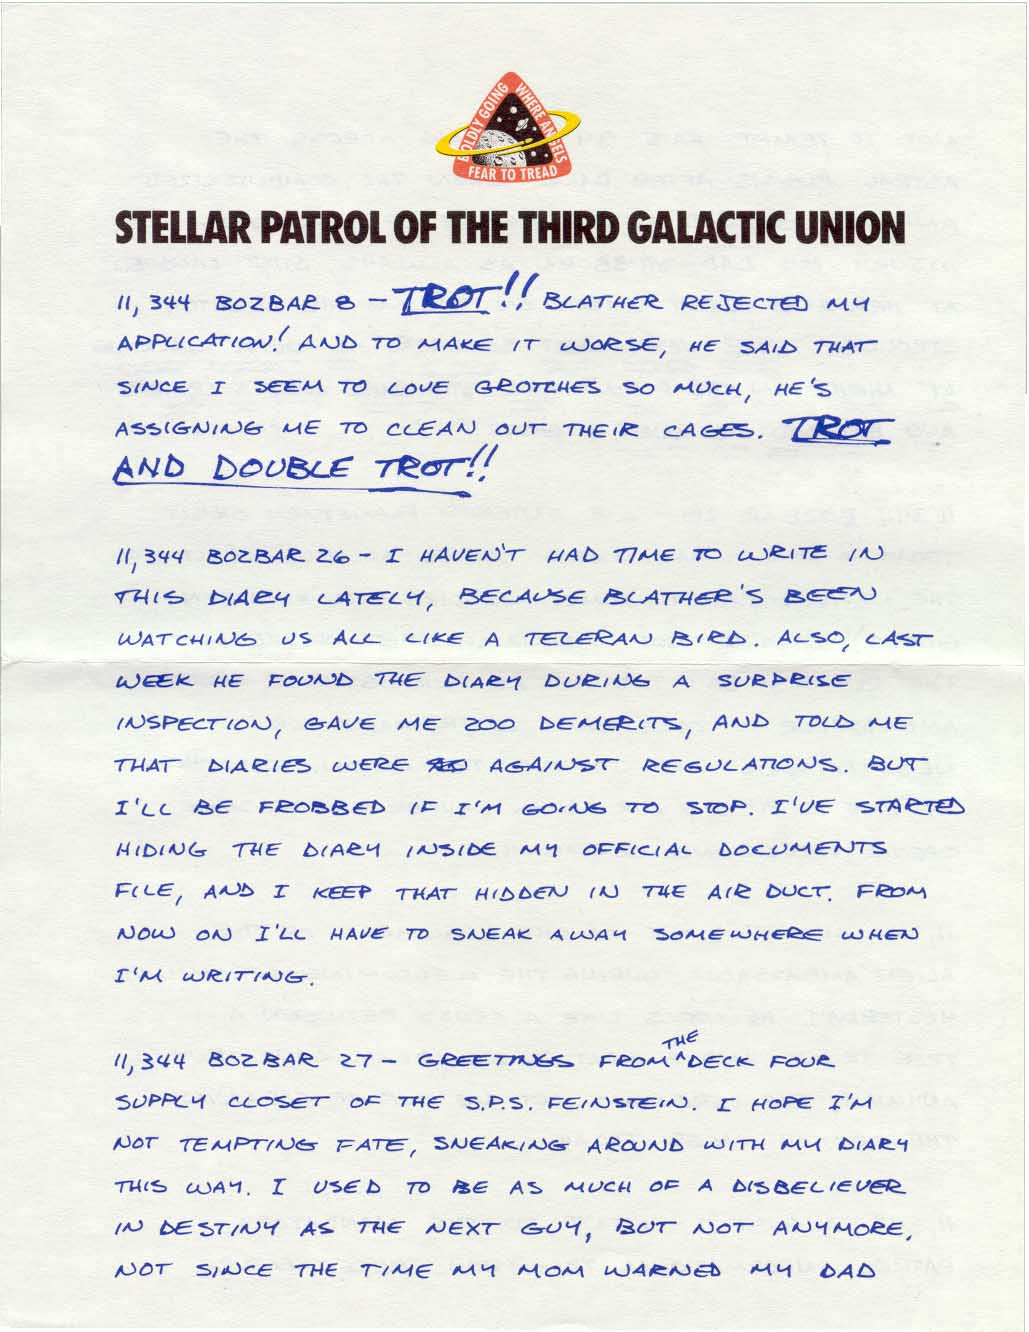 BOLDLY GOING WHERE ANGELS
FEAR TO TREAD
STELLAR PATROL OF THE THIRD GALACTIC UNION
11,344 BOZBAR 8 – TROT!! BLATHER REJECTED MY
APPLICATION! AND TO MAKE IT WORSE, HE SAID THAT
SINCE I SEEM TO LOVE GROTCHES SO MUCH, HE'S
ASSIGNING ME TO CLEAN OUT THEIR CAGES. TROT
AND DOUBLE TROT!!
11,344 BOZBAR 26 – I HAVEN'T HAD TIME TO WRITE IN
THIS DIARY LATELY, BECAUSE BLATHER'S BEEN
WATCHING US ALL LIKE A TELERAN BIRD. ALSO, LAST
WEEK HE FOUND THE DIARY DURING A SURPRISE
INSPECTION, GAVE ME 200 DEMERITS, AND TOLD ME
THAT DIARIES WERE AGAINST REGULATIONS. BUT
I'LL BE FROBBED IF I'M GOING TO STOP. I'VE STARTED
HIDING THE DIARY INSIDE MY OFFICIAL DOCUMENTS
FILE, AND I KEEP THAT HIDDEN IN THE AIR DUCT. FROM
NOW ON I'LL HAVE TO SNEAK AWAY SOMEWHERE WHEN
I'M WRITING.
11,344 BOZBAR 27 – GREETINGS FROM THE DECK FOUR
SUPPLY CLOSET OF THE S.P.S. FEINSTEIN. I HOPE I'M
NOT TEMPTING FATE, SNEAKING AROUND WITH MY DIARY
THIS WAY. I USED TO BE AS MUCH OF A DISBELIEVER
IN DESTINY AS THE NEXT GUY, BUT NOT ANYMORE,
NOT SINCE THE TIME MY MOM WARNED MY DAD